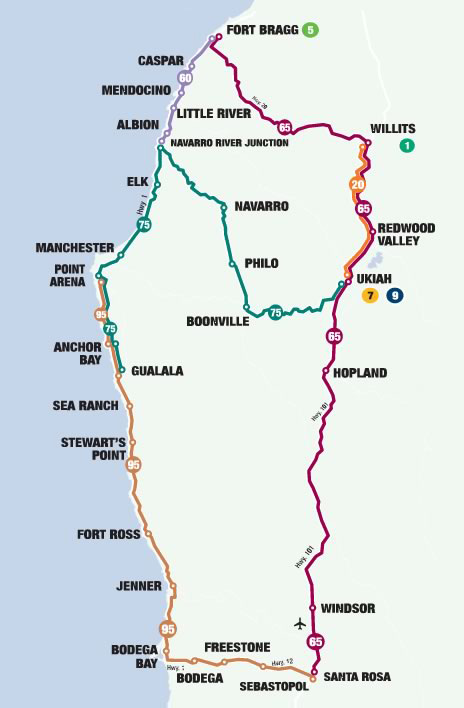 FORT BRAGG 5
CASPAR
60
MENDOCINO
Hwy. 20
LITTLE RIVER
65
ALBION
WILLITS
1
NAVARRO RIVER JUNCTION
ELK
20
Hwy. 1
NAVARRO
65
75
REDWOOD
VALLEY
MANCHESTER
PHILO
POINT
ARENA
UKIAH
7 9
95
BOONVILLE
75
75
65
ANCHOR
BAY
GUALALA
HOPLAND
SEA RANCH
Hwy. 101
STEWART'S
POINT
95
FORT ROSS
Hwy. 101
JENNER
WINDSOR
95
65
BODEGA
BAY
FREESTONE
Hwy. 1
Hwy. 12
BODEGA
SEBASTOPOL
SANTA ROSA